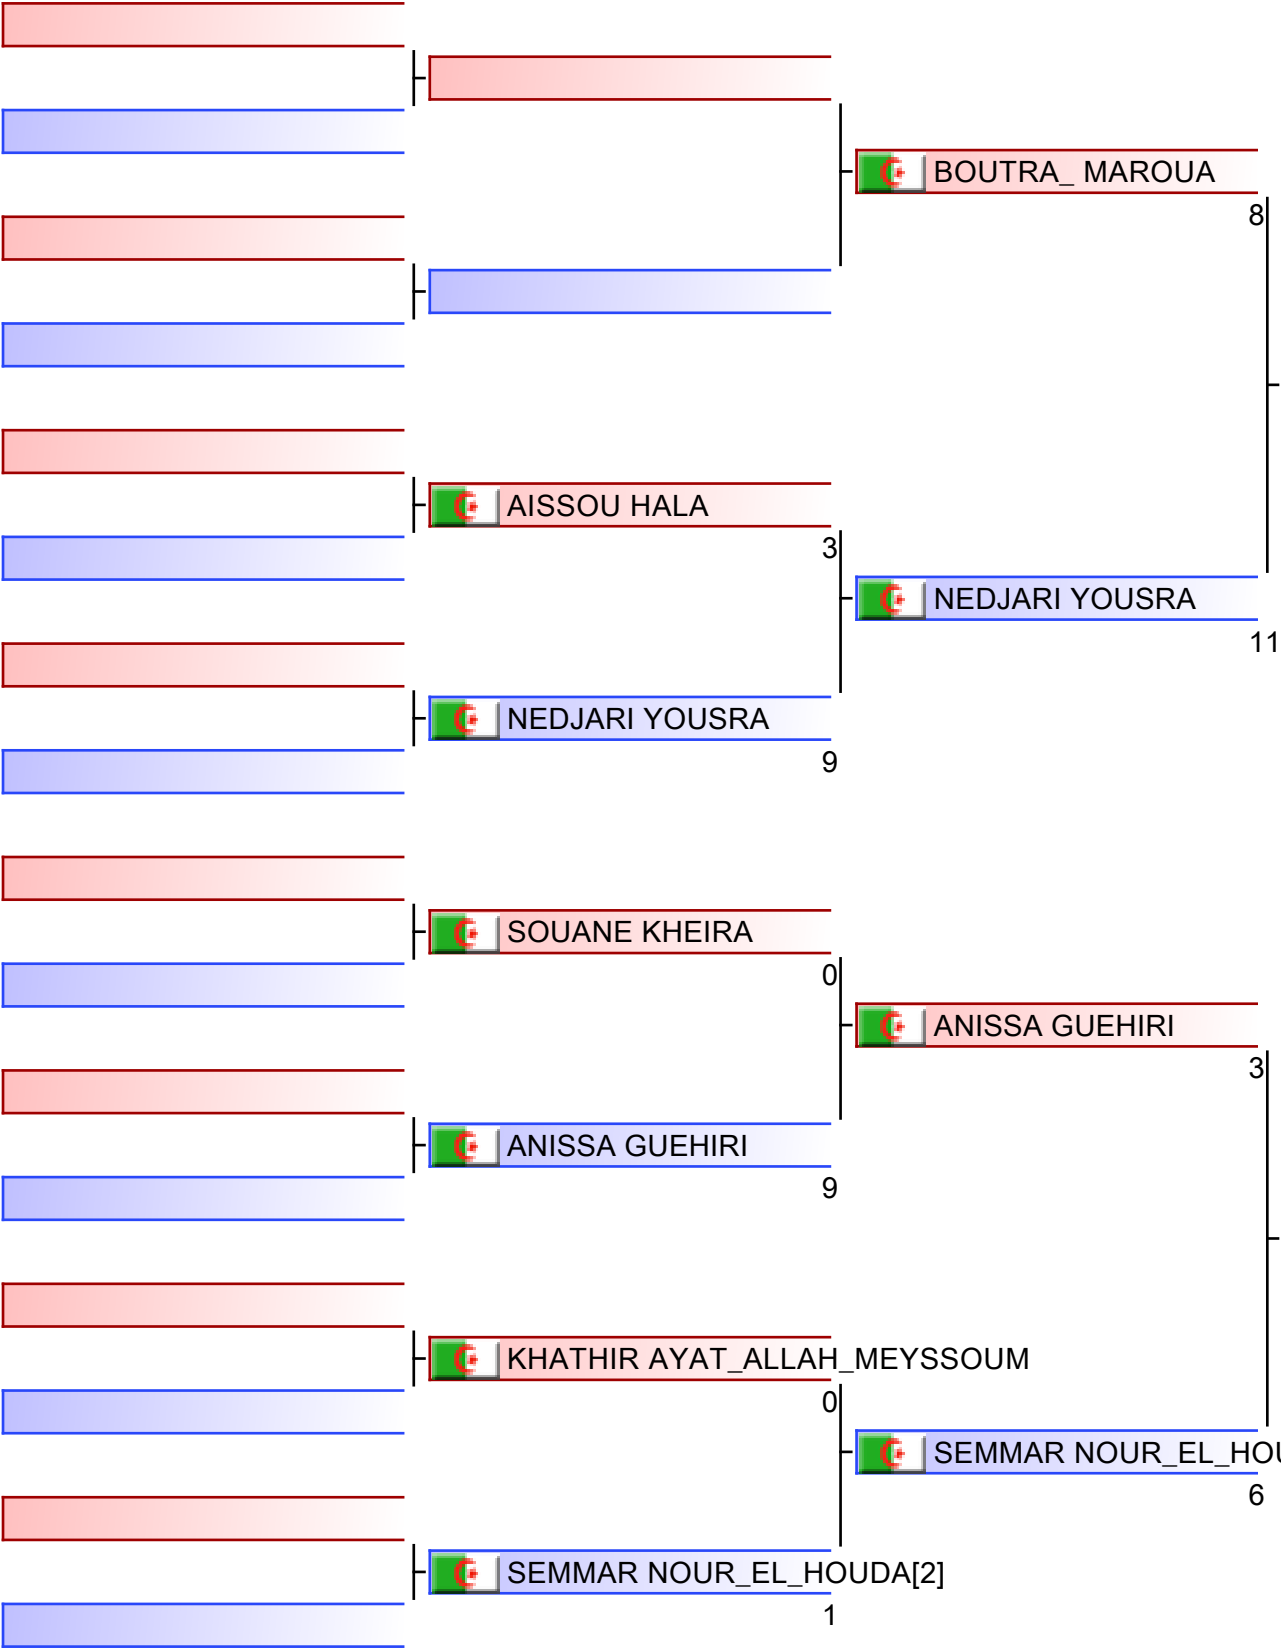 BOUTRA_ MAROUA
8
AISSOU HALA
3
NEDJARI YOUSRA
11
NEDJARI YOUSRA
9
SOUANE KHEIRA
0
ANISSA GUEHIRI
3
ANISSA GUEHIRI
9
KHATHIR AYAT_ALLAH_MEYSSOUM
0
SEMMAR NOUR_EL_HOU
6
SEMMAR NOUR_EL_HOUDA[2]
1